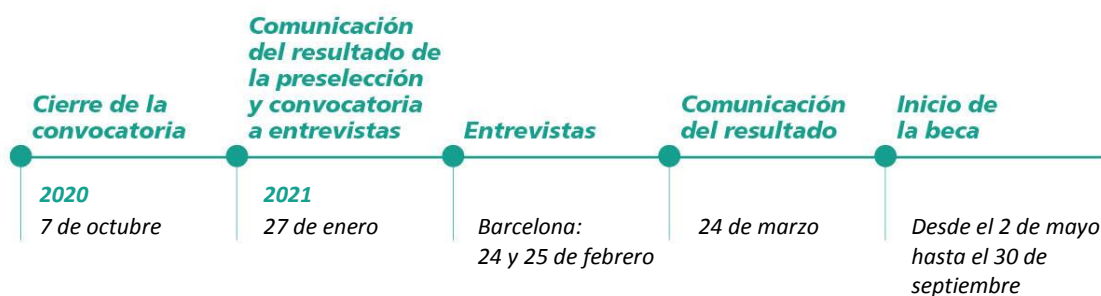 Cierre de la
convocatoria
2020
7 de octubre
Comunicación
del resultado de
la preselección
y convocatoria
a entrevistas
2021
27 de enero
Entrevistas
Barcelona:
24 y 25 de febrero
Comunicación
del resultado
24 de marzo
Inicio de
la beca
Desde el 2 de mayo
hasta el 30 de
septiembre